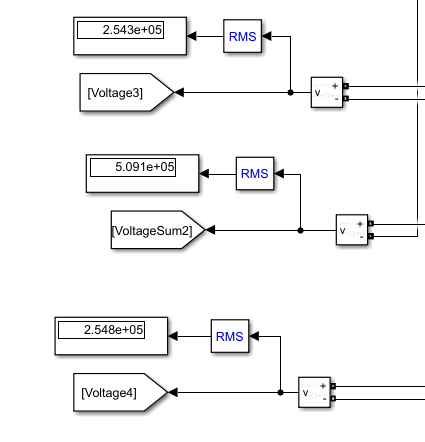 2.543e+05
RMS
[Voltage3]
v
+
-
5.091e+05
RMS
[VoltageSum2]
v
+
-
2.548e+05
RMS
[Voltage4]
v
+
-